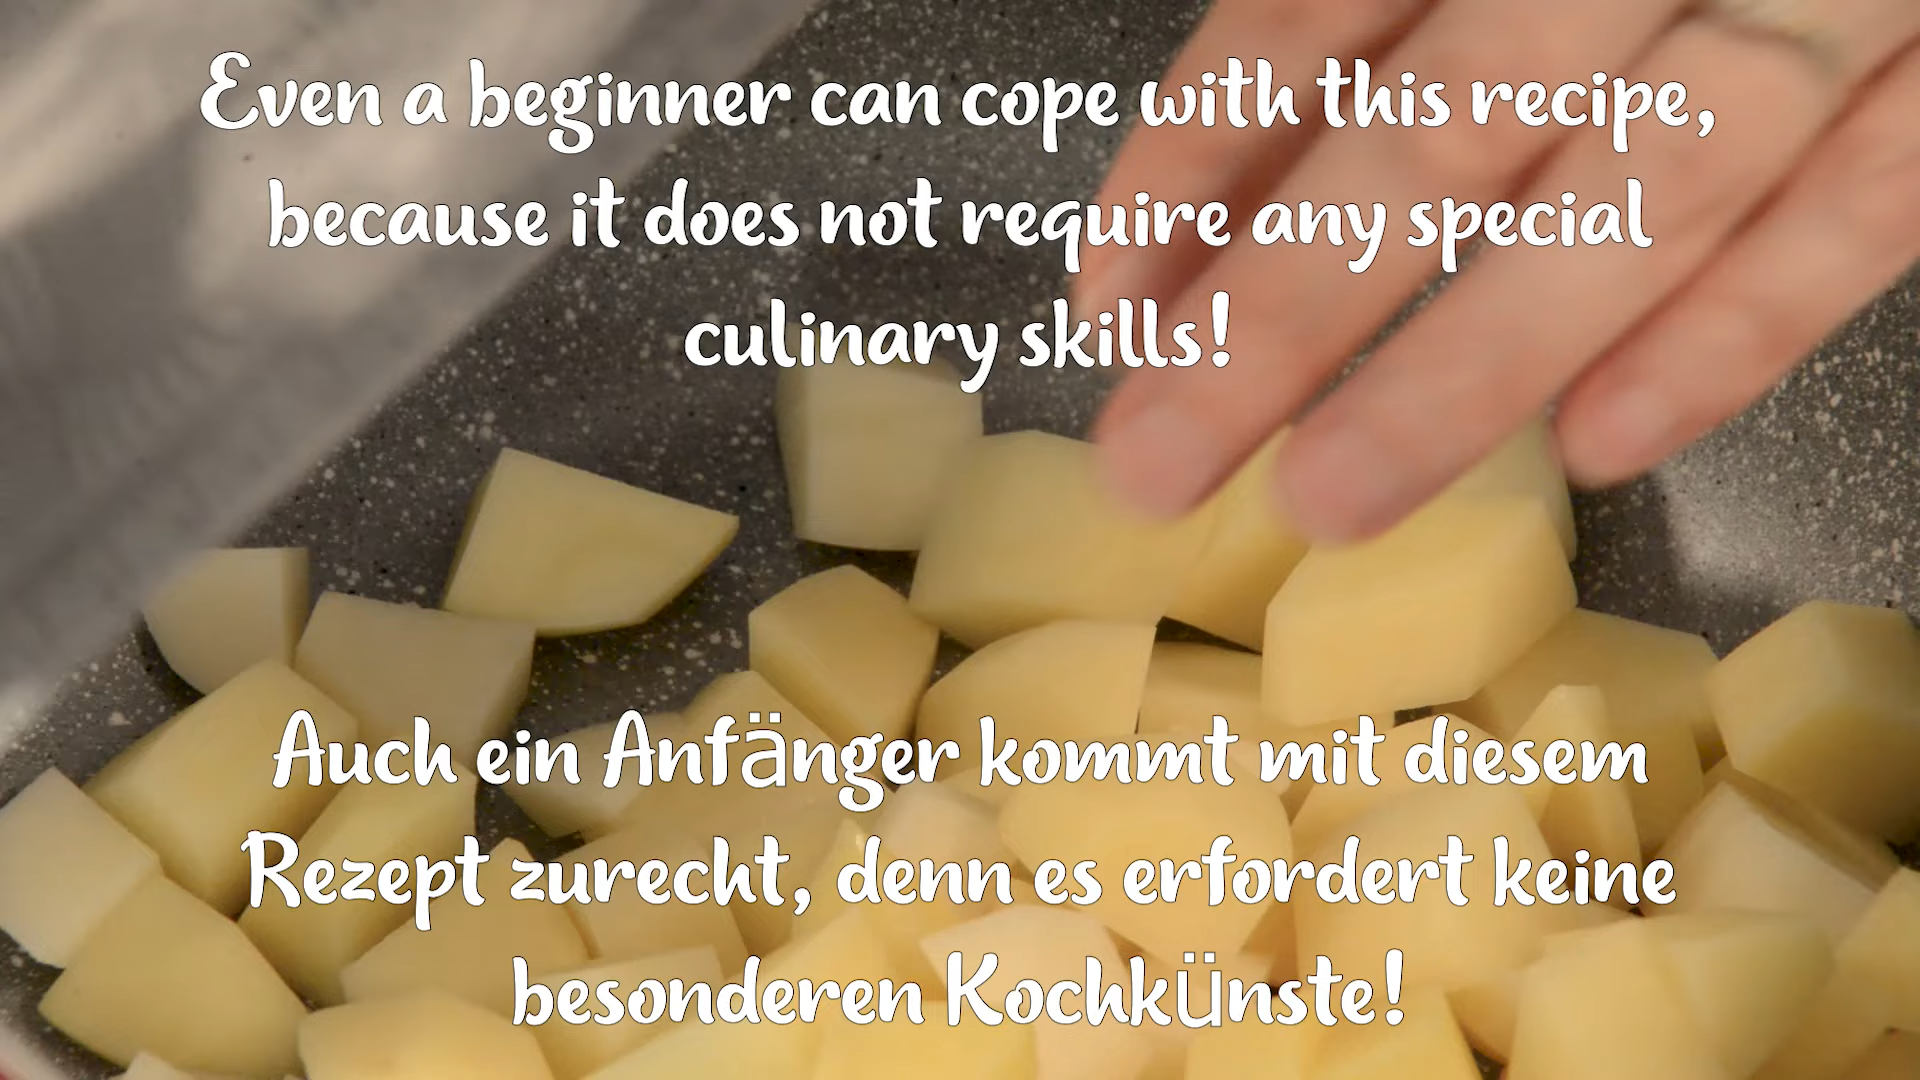 Even a beginner can cope with this recipe,
because it does not require any special
culinary skills!
Auch ein Anfänger kommt mit diesem
Rezept zurecht, denn es erfordert keine
besonderen Kochkünste!